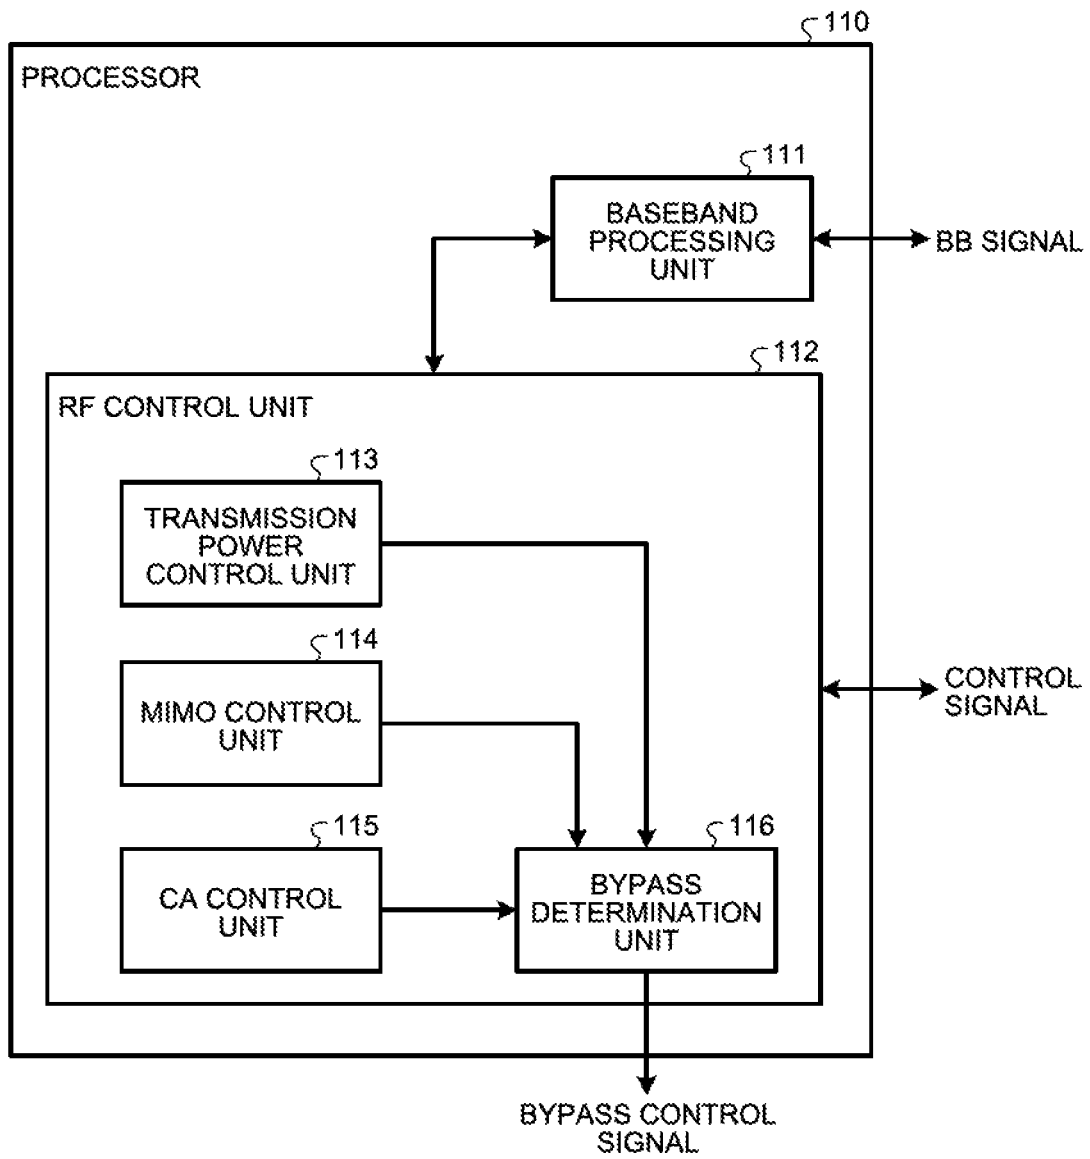 110
PROCESSOR
111
BASEBAND
PROCESSING
UNIT
BB SIGNAL
112
RF CONTROL UNIT
113
TRANSMISSION
POWER
CONTROL UNIT
114
MIMO CONTROL
UNIT
CONTROL
SIGNAL
115
CA CONTROL
UNIT
116
BYPASS
DETERMINATION
UNIT
BYPASS CONTROL
SIGNAL